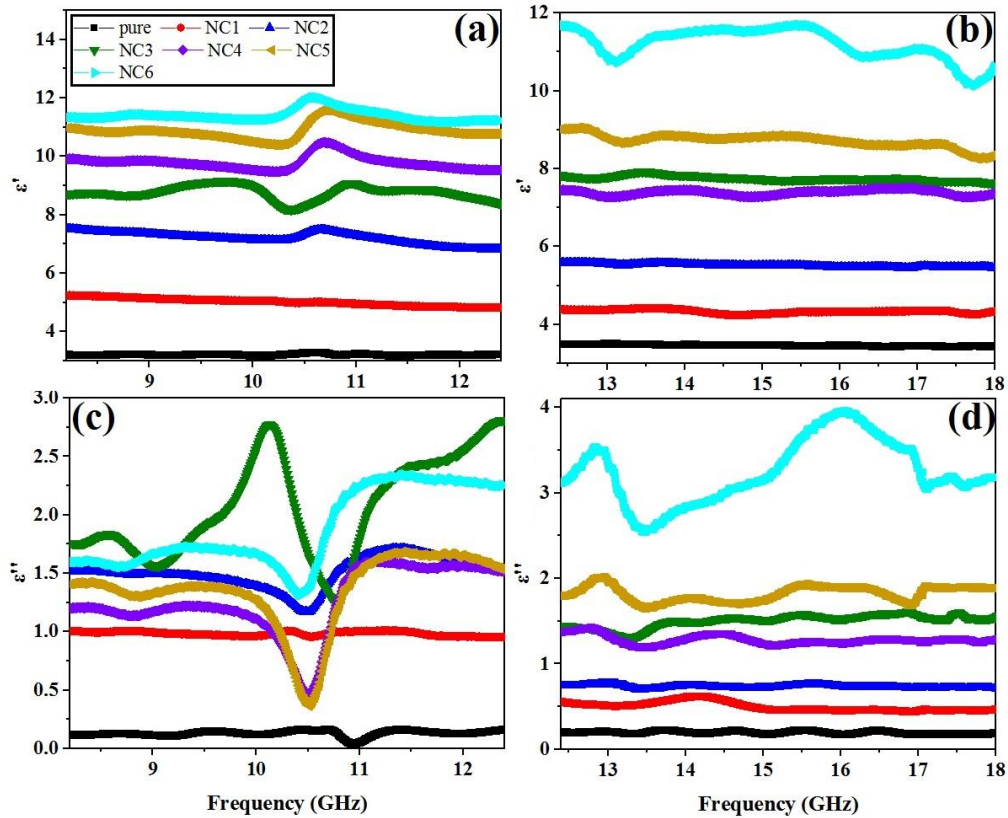 pure NC1 NC2
NC3 NC4 NC5
NC6
(a)
14
12
10
8
6
4
ε'
9 10 11 12
(b)
12
10
8
6
4
ε'
13 14 15 16 17 18
(c)
3.0
2.5
2.0
1.5
1.0
0.5
0.0
ε''
9 10 11 12
Frequency (GHz)
(d)
4
3
2
1
0
ε''
13 14 15 16 17 18
Frequency (GHz)